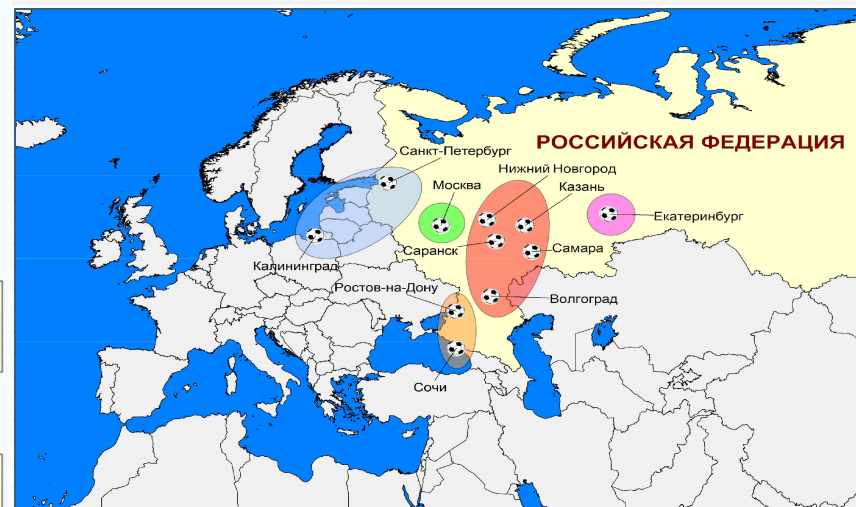 РОССИЙСКАЯ ФЕДЕРАЦИЯ
Санкт-Петербург
Нижний Новгород
Москва
Казань
Екатеринбург
Саранск
Самара
Калининград
Ростов-на-Дону
Волгоград
Сочи